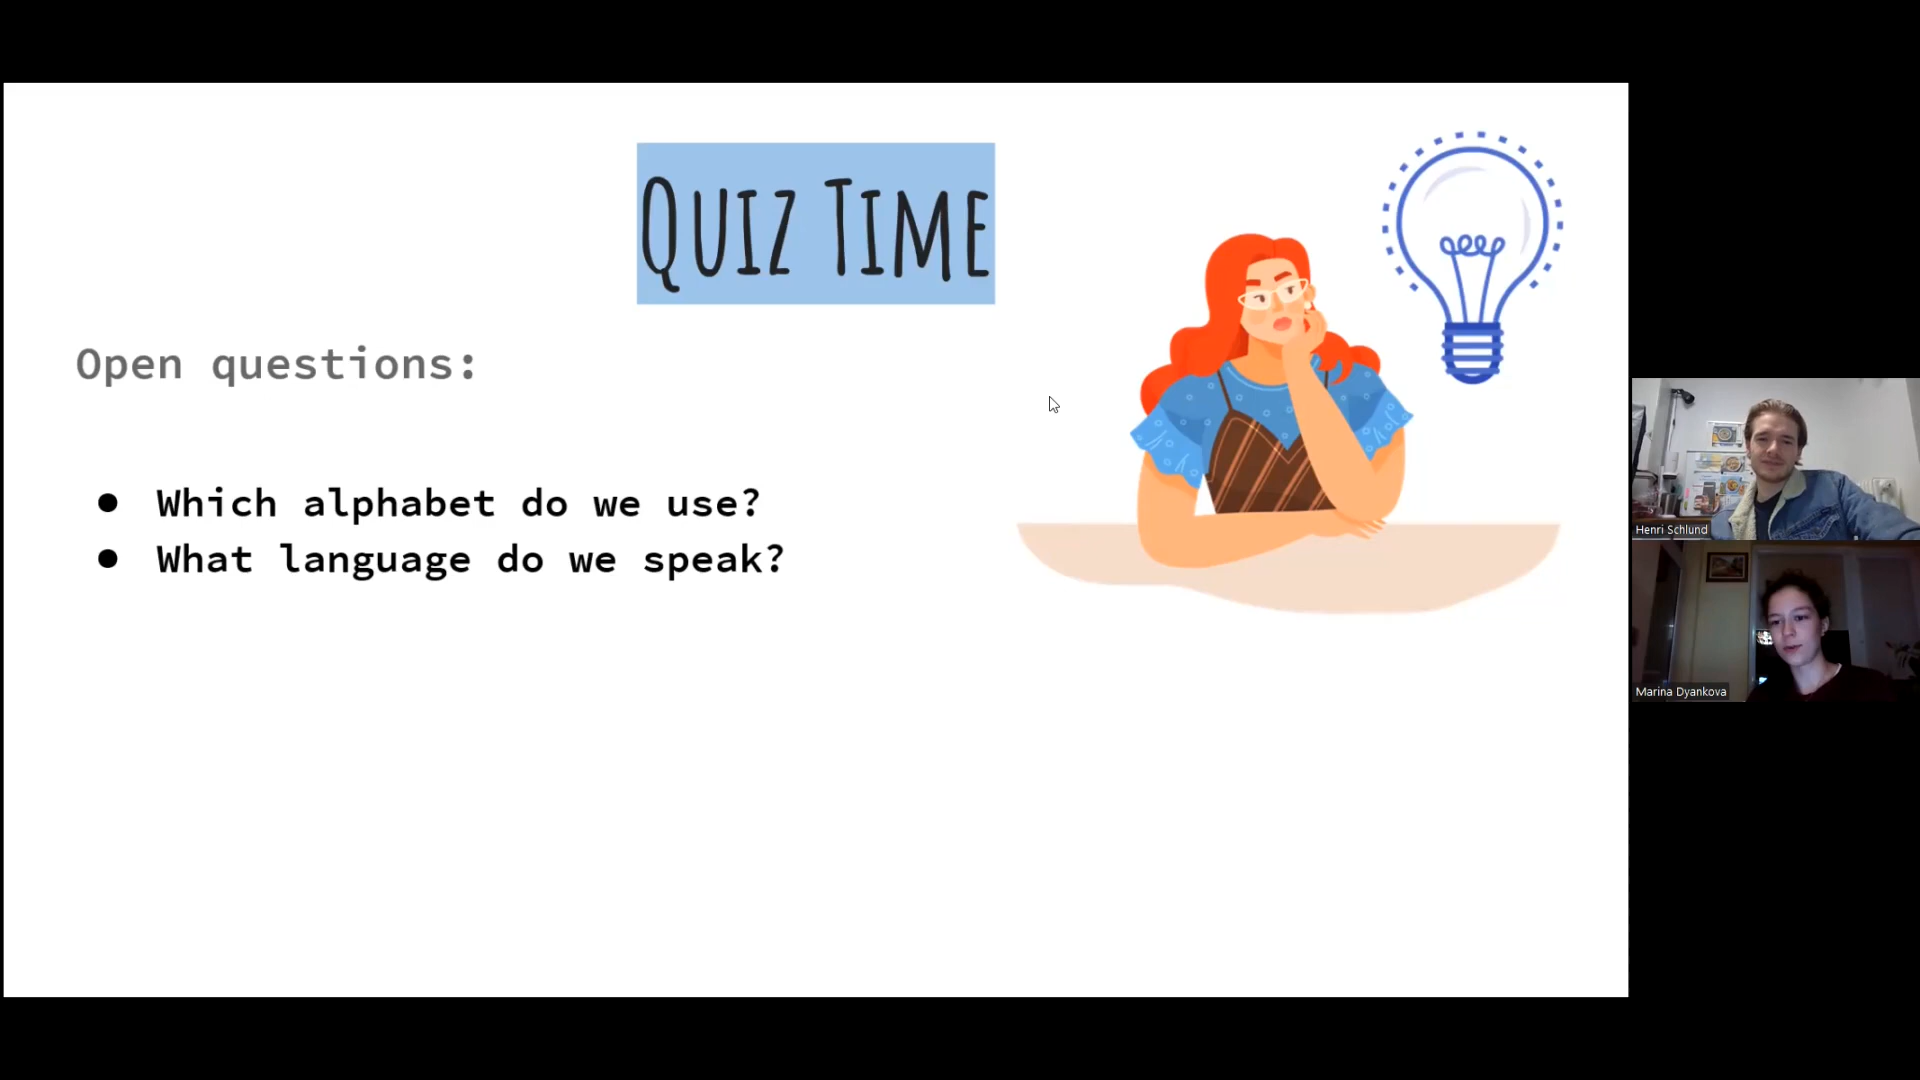 Quiz Time
Open questions:
● Which alphabet do we use?
● What language do we speak?
Henri Schlund
Marina Dyankova